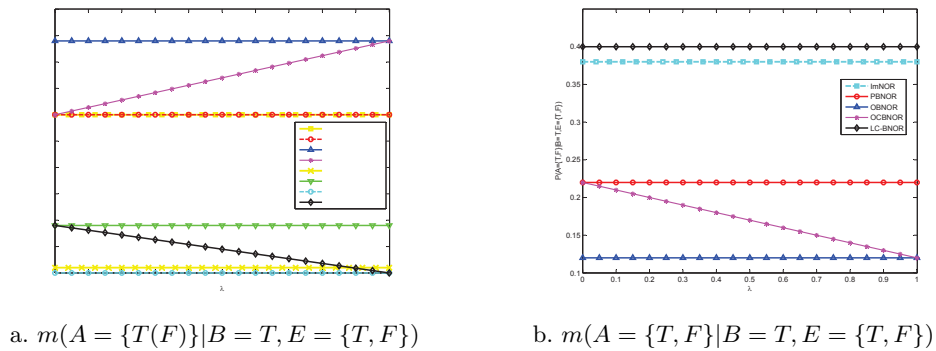 λ
0.4
0.35
0.3
0.25
0.2
0.15
0.1
P(A={T,F}|B=T,E={T,F})
ImNOR
PBNOR
OBNOR
OCBNOR
LC-BNOR
0 0.1 0.2 0.3 0.4 0.5 0.6 0.7 0.8 0.9 1
λ
a. m(A = {T(F)}|B = T, E = {T, F})
b. m(A = {T, F}|B = T, E = {T, F})